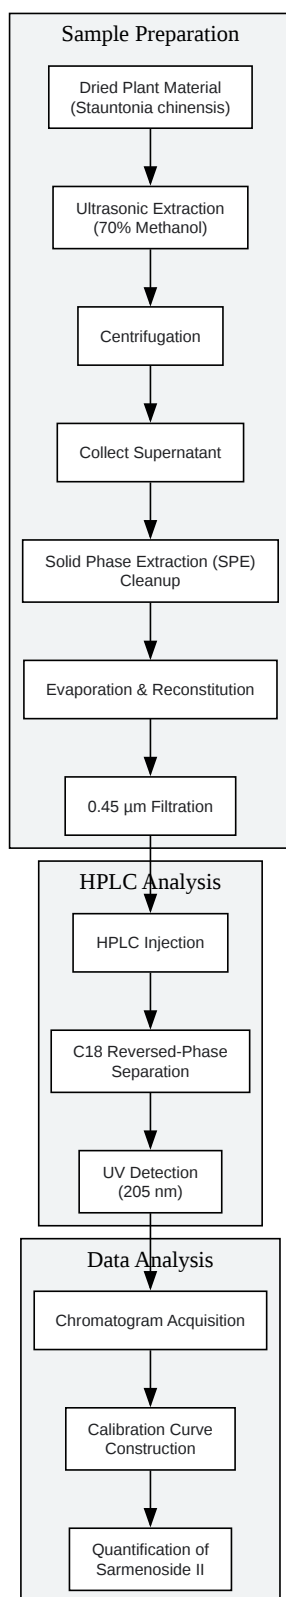 Sample Preparation
Dried Plant Material
(Stauntonia chinensis)
Ultrasonic Extraction
(70% Methanol)
Centrifugation
Collect Supernatant
Solid Phase Extraction (SPE)
Cleanup
Evaporation & Reconstitution
0.45 µm Filtration
HPLC Analysis
HPLC Injection
C18 Reversed-Phase
Separation
UV Detection
(205 nm)
Data Analysis
Chromatogram Acquisition
Calibration Curve
Construction
Quantification of
Sarmenoside II